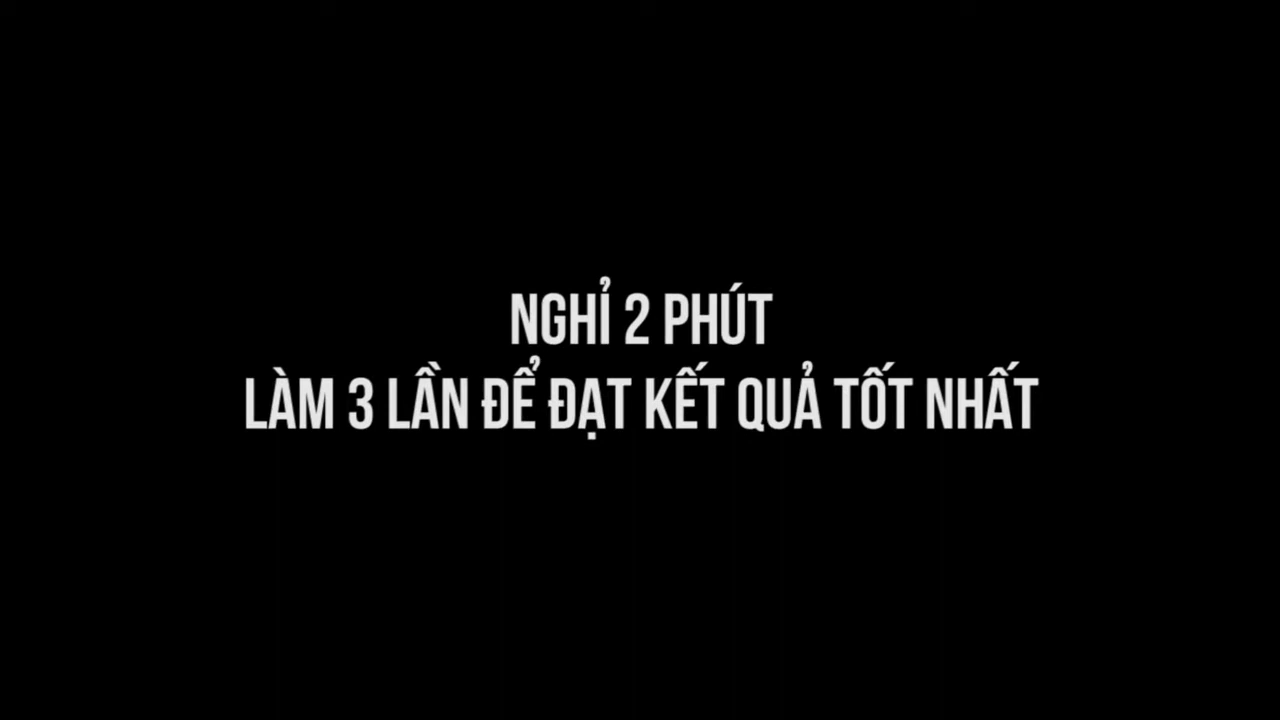 NGHỈ 2 PHÚT
LÀM 3 LẦN ĐỂ ĐẠT KẾT QUẢ TỐT NHẤT